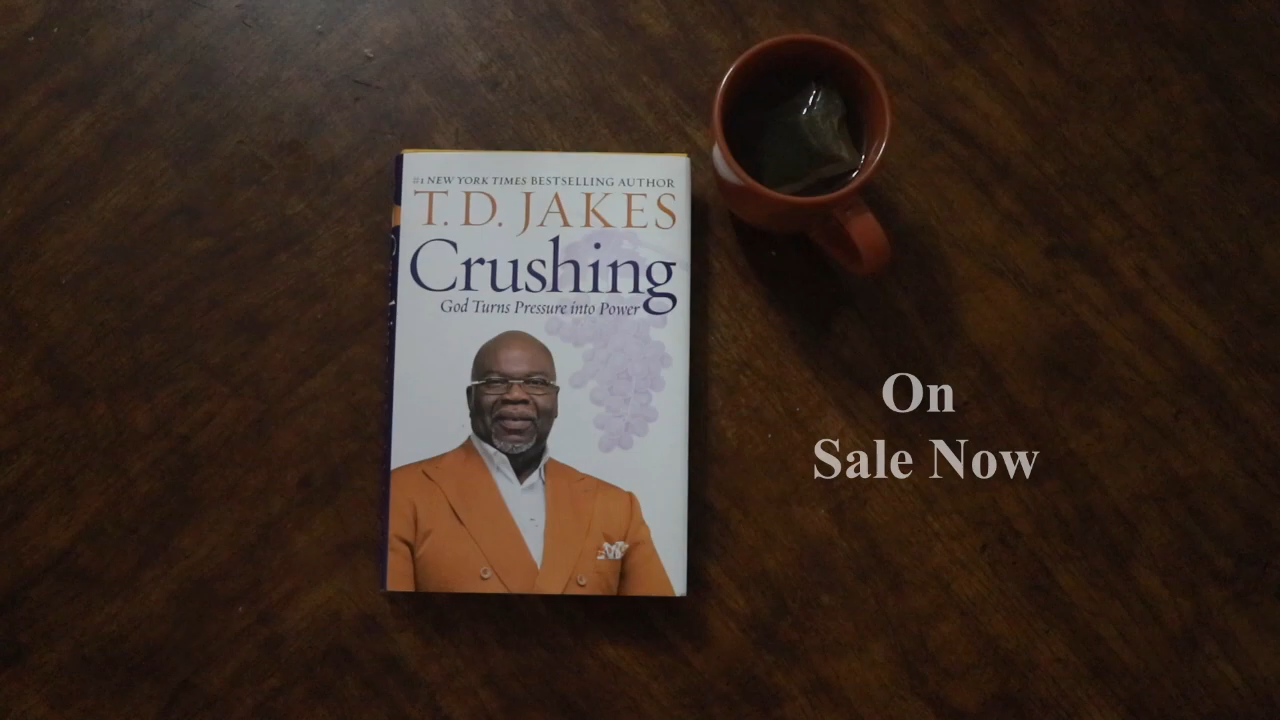 #1 NEW YORK TIMES BESTSELLING AUTHOR
T.D. JAKES
Crushing
God Turns Pressure into Power
On
Sale Now